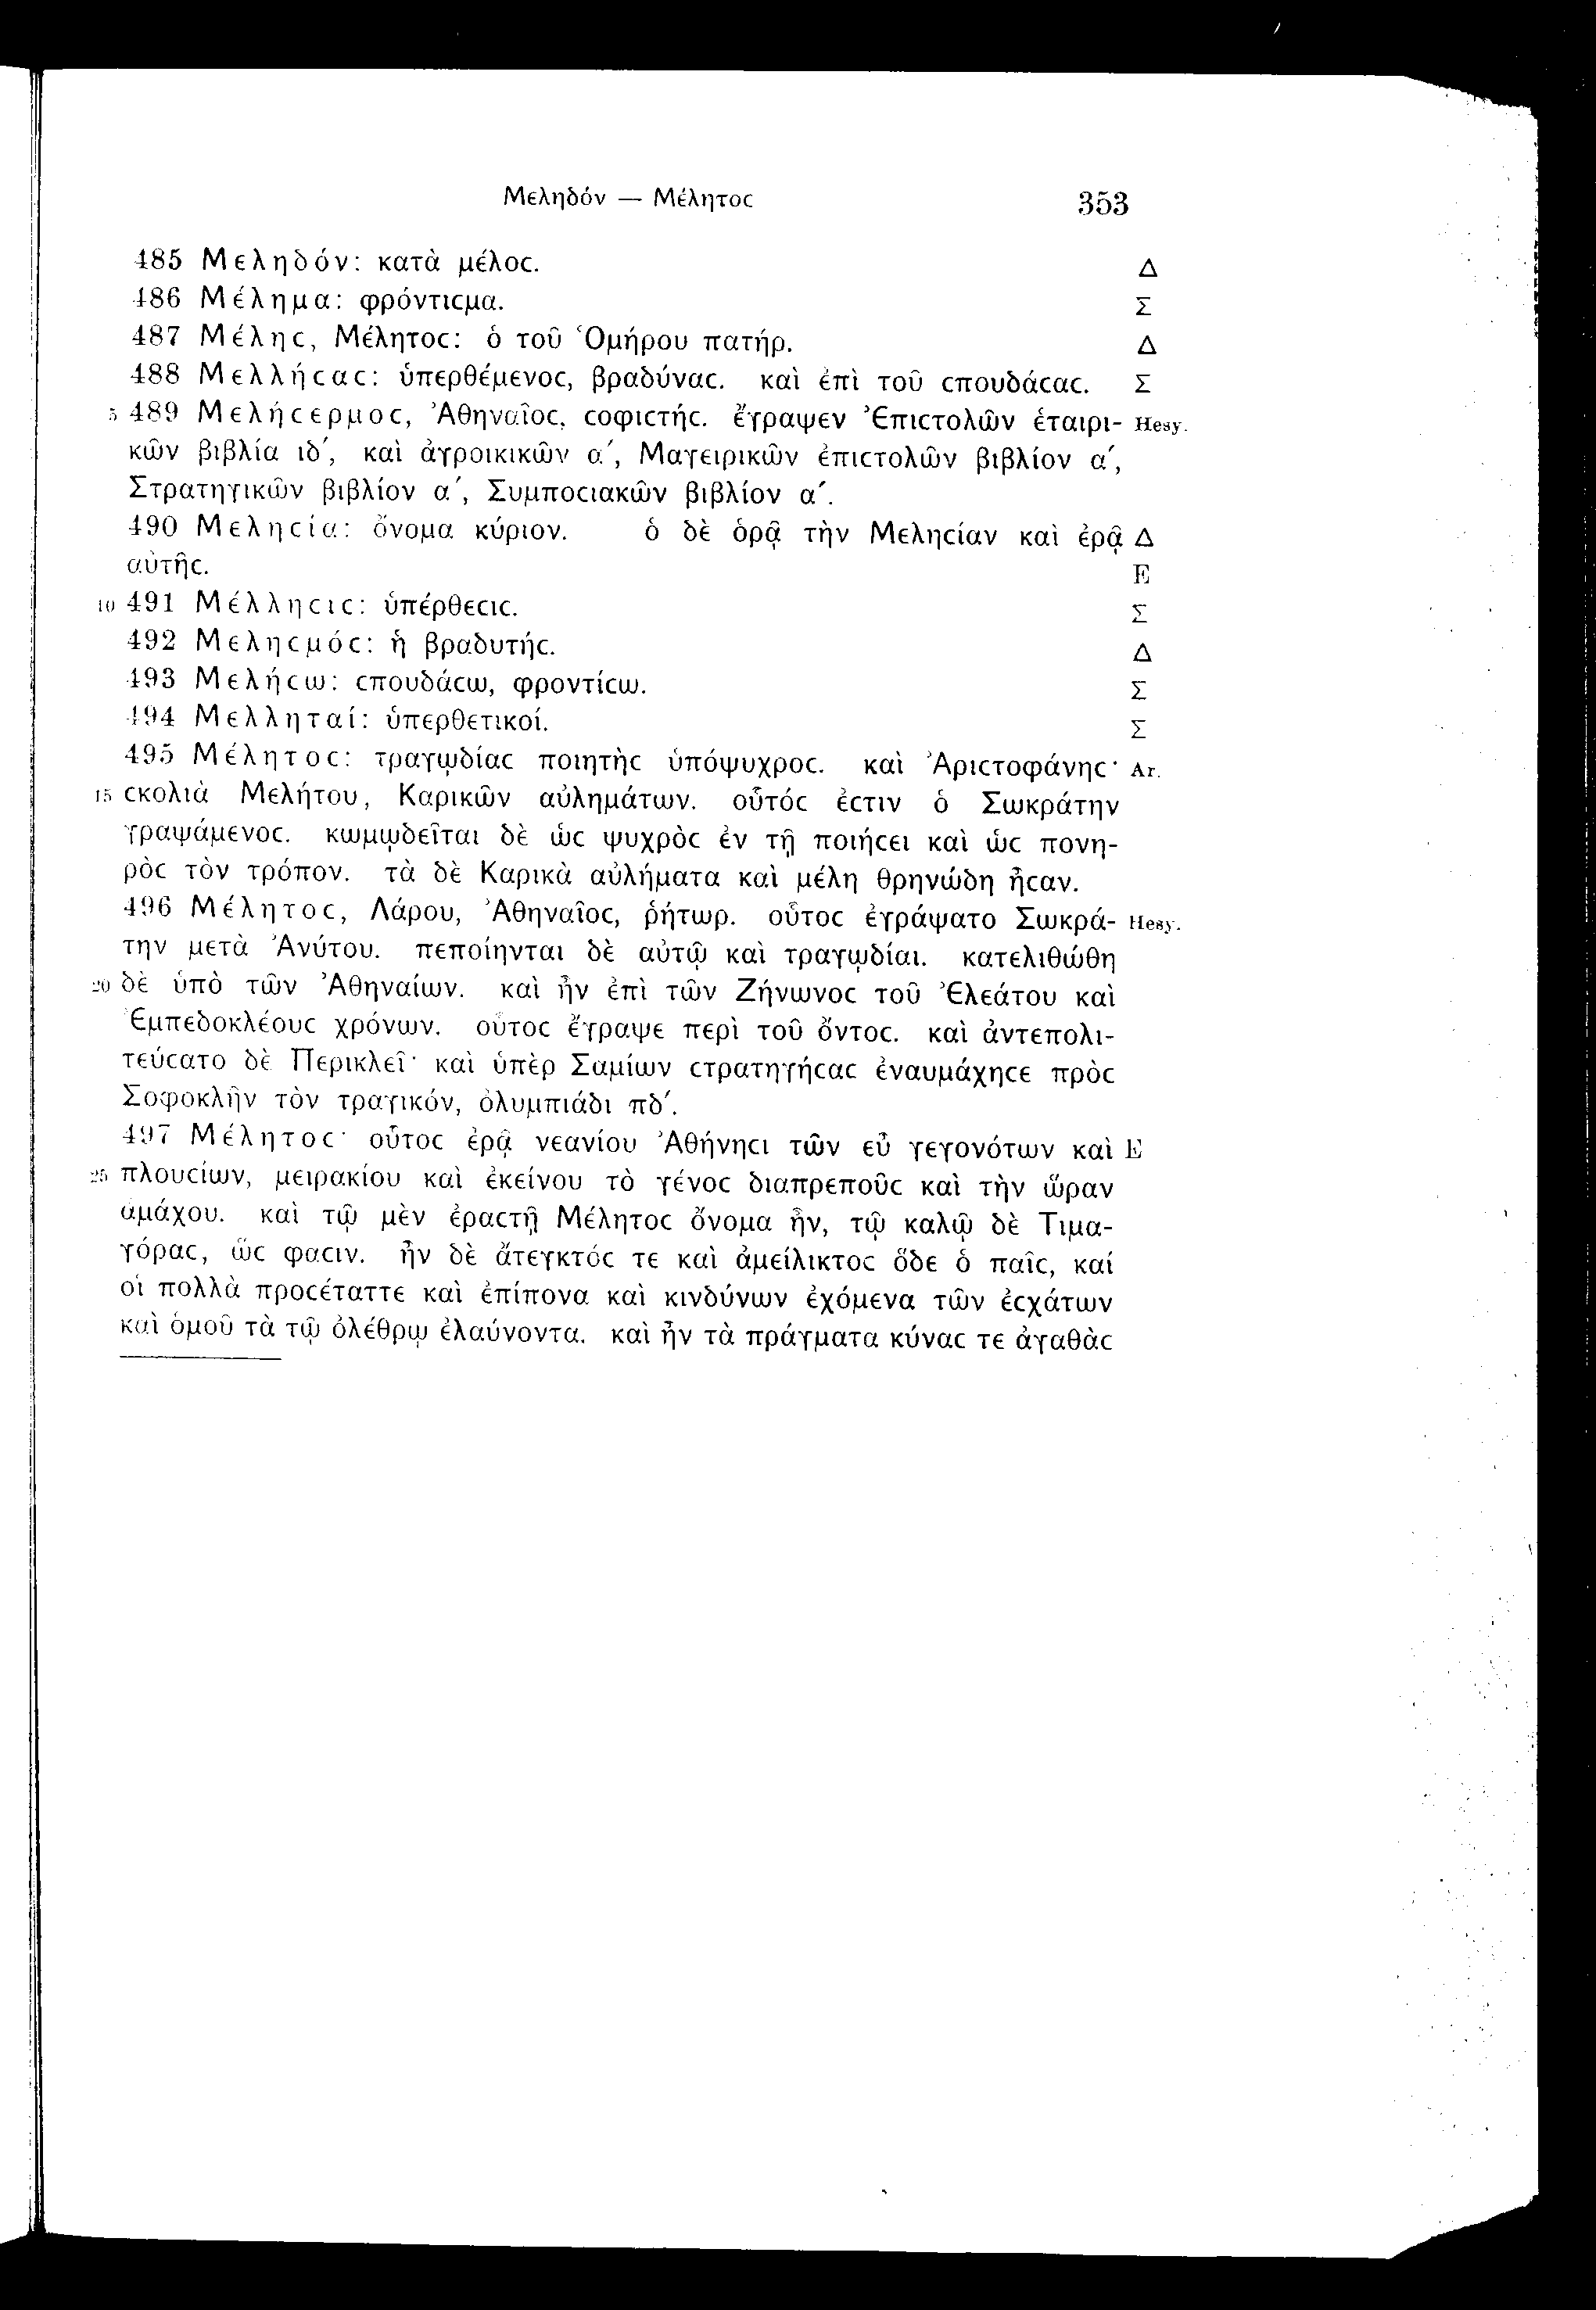 Μεληδόν — Μέλητοϲ 353
485 Μεληδόν: κατὰ μέλοϲ. Δ
486 Μέλημα: φρόντιϲμα. Σ
487 Μέληϲ, Μέλητοϲ: ὁ τοῦ Ὁμήρου πατήρ. Δ
488 Μελλήϲαϲ: ὑπερθέμενοϲ, βραδύναϲ. καὶ ἐπὶ τοῦ ϲπουδάϲαϲ. Σ
5 489 Μελήϲερμοϲ, Ἀθηναῖοϲ, ϲοφιϲτήϲ. ἔγραψεν Ἐπιϲτολῶν ἑταιρι- Hesy.
κῶν βιβλία ιδ΄, καὶ ἀγροικικῶν α΄, Μαγειρικῶν ἐπιϲτολῶν βιβλίον α΄,
Στρατηγικῶν βιβλίον α΄, Συμποϲιακῶν βιβλίον α΄.
490 Μεληϲία: ὄνομα κύριον. ὁ δὲ ὁρᾷ τὴν Μεληϲίαν καὶ ἐρᾷ Δ
αὐτῆϲ. E
10 491 Μέλληϲιϲ: ὑπέρθεϲιϲ. Σ
492 Μεληϲμόϲ: ἡ βραδυτήϲ. Δ
493 Μελήϲω: ϲπουδάϲω, φροντίϲω. Σ
494 Μελληταί: ὑπερθετικοί. Σ
495 Μέλητοϲ: τραγῳδίαϲ ποιητὴϲ ὑπόψυχροϲ. καὶ Ἀριϲτοφάνηϲ· Ar.
15 ϲκολιὰ Μελήτου, Καρικῶν αὐλημάτων. οὗτόϲ ἐϲτιν ὁ Σωκράτην
γραψάμενοϲ. κωμῳδεῖται δὲ ὡϲ ψυχρὸϲ ἐν τῇ ποιήϲει καὶ ὡϲ πονη-
ρὸϲ τὸν τρόπον. τὰ δὲ Καρικὰ αὐλήματα καὶ μέλη θρηνώδη ἦϲαν.
496 Μέλητοϲ, Λάρου, Ἀθηναῖοϲ, ῥήτωρ. οὗτοϲ ἐγράψατο Σωκρά- Hesy.
την μετὰ Ἀνύτου. πεποίηνται δὲ αὐτῷ καὶ τραγῳδίαι. κατελιθώθη
20 δὲ ὑπὸ τῶν Ἀθηναίων. καὶ ἦν ἐπὶ τῶν Ζήνωνοϲ τοῦ Ἐλεάτου καὶ
Ἐμπεδοκλέουϲ χρόνων. οὗτοϲ ἔγραψε περὶ τοῦ ὄντοϲ. καὶ ἀντεπολι-
τεύϲατο δὲ Περικλεῖ· καὶ ὑπὲρ Σαμίων ϲτρατηγήϲαϲ ἐναυμάχηϲε πρὸϲ
Σοφοκλῆν τὸν τραγικόν, ὀλυμπιάδι πδ΄.
497 Μέλητοϲ· οὗτοϲ ἐρᾷ νεανίου Ἀθήνηϲι τῶν εὖ γεγονότων καὶ E
25 πλουϲίων, μειρακίου καὶ ἐκείνου τὸ γένοϲ διαπρεποῦϲ καὶ τὴν ὥραν
ἀμάχου. καὶ τῷ μὲν ἐραϲτῇ Μέλητοϲ ὄνομα ἦν, τῷ καλῷ δὲ Τιμα-
γόραϲ, ὥϲ φαϲιν. ἦν δὲ ἄτεγκτόϲ τε καὶ ἀμείλικτοϲ ὅδε ὁ παῖϲ, καί
οἱ πολλὰ προϲέταττε καὶ ἐπίπονα καὶ κινδύνων ἐχόμενα τῶν ἐϲχάτων
καὶ ὁμοῦ τὰ τῷ ὀλέθρῳ ἐλαύνοντα. καὶ ἦν τὰ πράγματα κύναϲ τε ἀγαθὰϲ